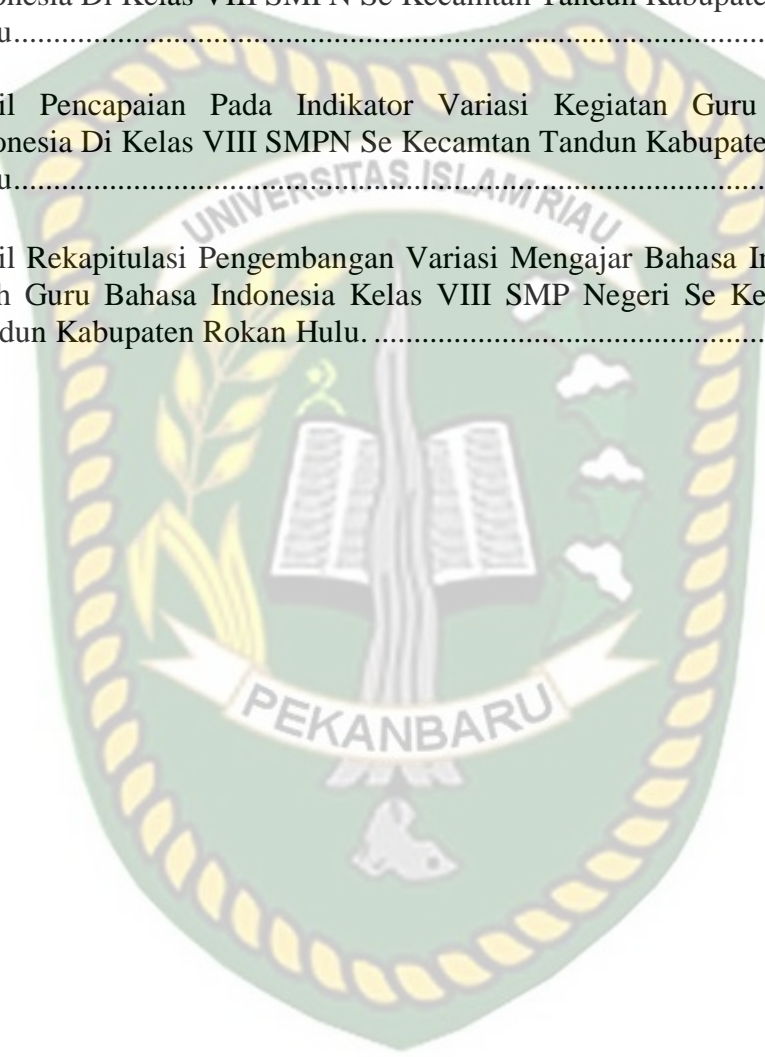 onesia Di Kelas VIII SMPN Se Kecamtan Tandun Kabupate
u
il Pencapaian Pada Indikator Variasi Kegiatan Guru
onesia Di Kelas VIII SMPN Se Kecamtan Tandun Kabupate
u
UNIVERSITAS ISLAM RIAU
il Rekapitulasi Pengembangan Variasi Mengajar Bahasa In
h Guru Bahasa Indonesia Kelas VIII SMP Negeri Se Ke
dun Kabupaten Rokan Hulu.
PEKANBARU